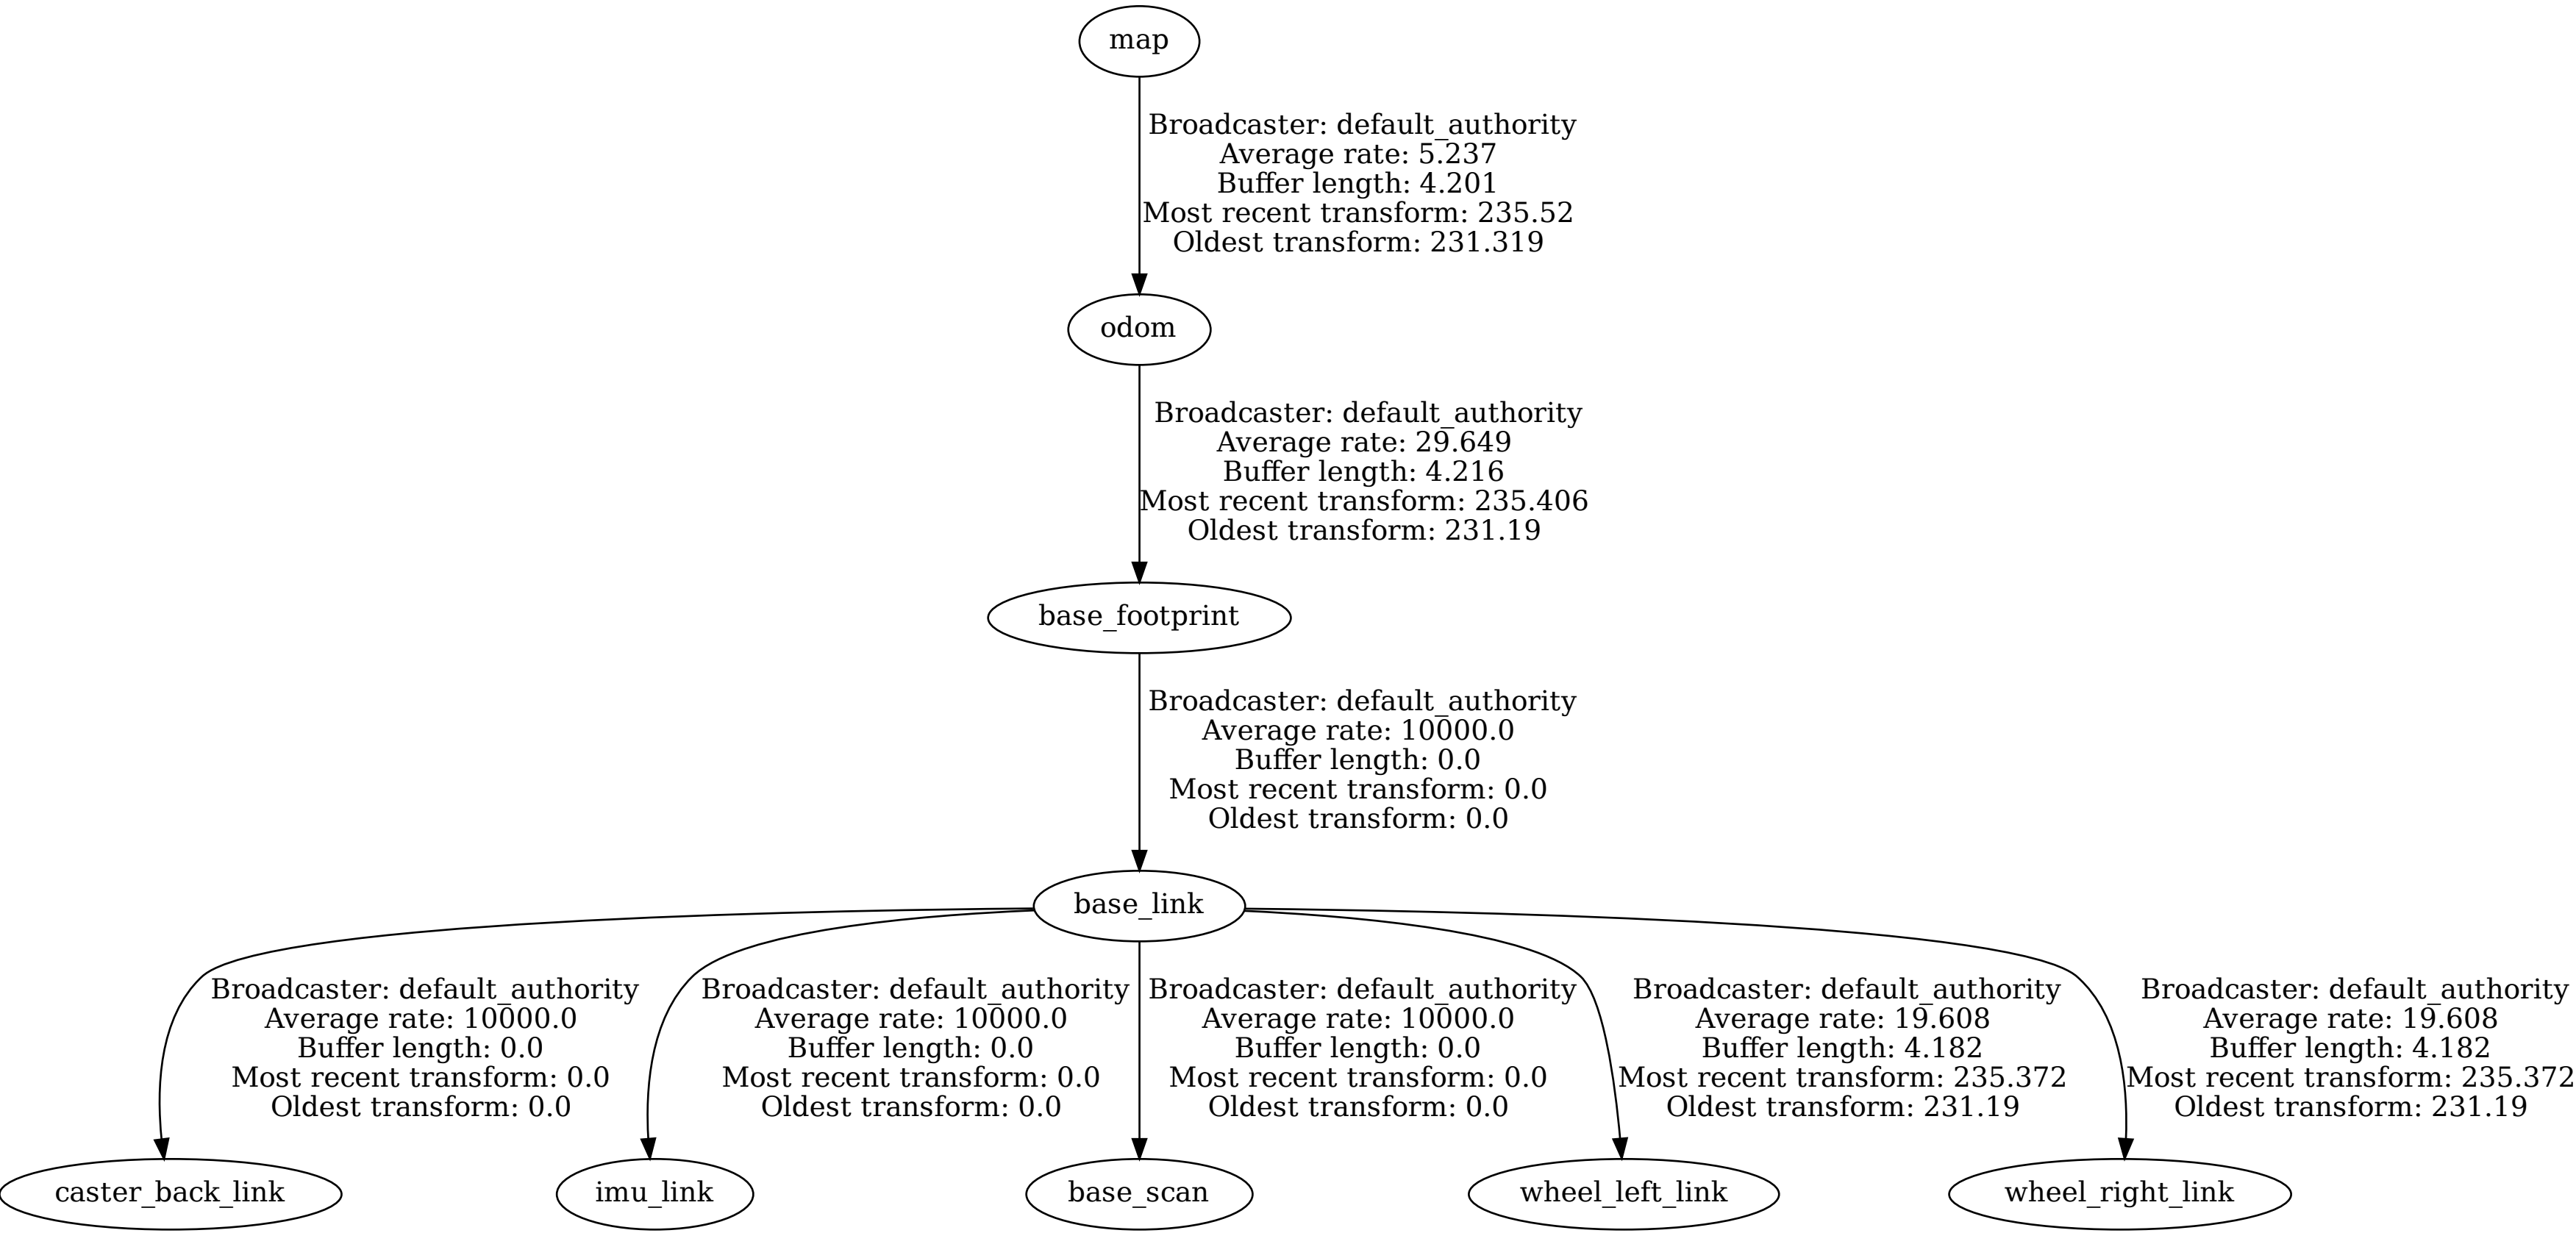 map
Broadcaster: default_authority
Average rate: 5.237
Buffer length: 4.201
Most recent transform: 235.52
Oldest transform: 231.319
odom
Broadcaster: default_authority
Average rate: 29.649
Buffer length: 4.216
Most recent transform: 235.406
Oldest transform: 231.19
base_footprint
Broadcaster: default_authority
Average rate: 10000.0
Buffer length: 0.0
Most recent transform: 0.0
Oldest transform: 0.0
base_link
Broadcaster: default_authority
Average rate: 10000.0
Buffer length: 0.0
Most recent transform: 0.0
Oldest transform: 0.0
Broadcaster: default_authority
Average rate: 10000.0
Buffer length: 0.0
Most recent transform: 0.0
Oldest transform: 0.0
Broadcaster: default_authority
Average rate: 10000.0
Buffer length: 0.0
Most recent transform: 0.0
Oldest transform: 0.0
Broadcaster: default_authority
Average rate: 19.608
Buffer length: 4.182
Most recent transform: 235.372
Oldest transform: 231.19
Broadcaster: default_authority
Average rate: 19.608
Buffer length: 4.182
Most recent transform: 235.372
Oldest transform: 231.19
caster_back_link
imu_link
base_scan
wheel_left_link
wheel_right_link